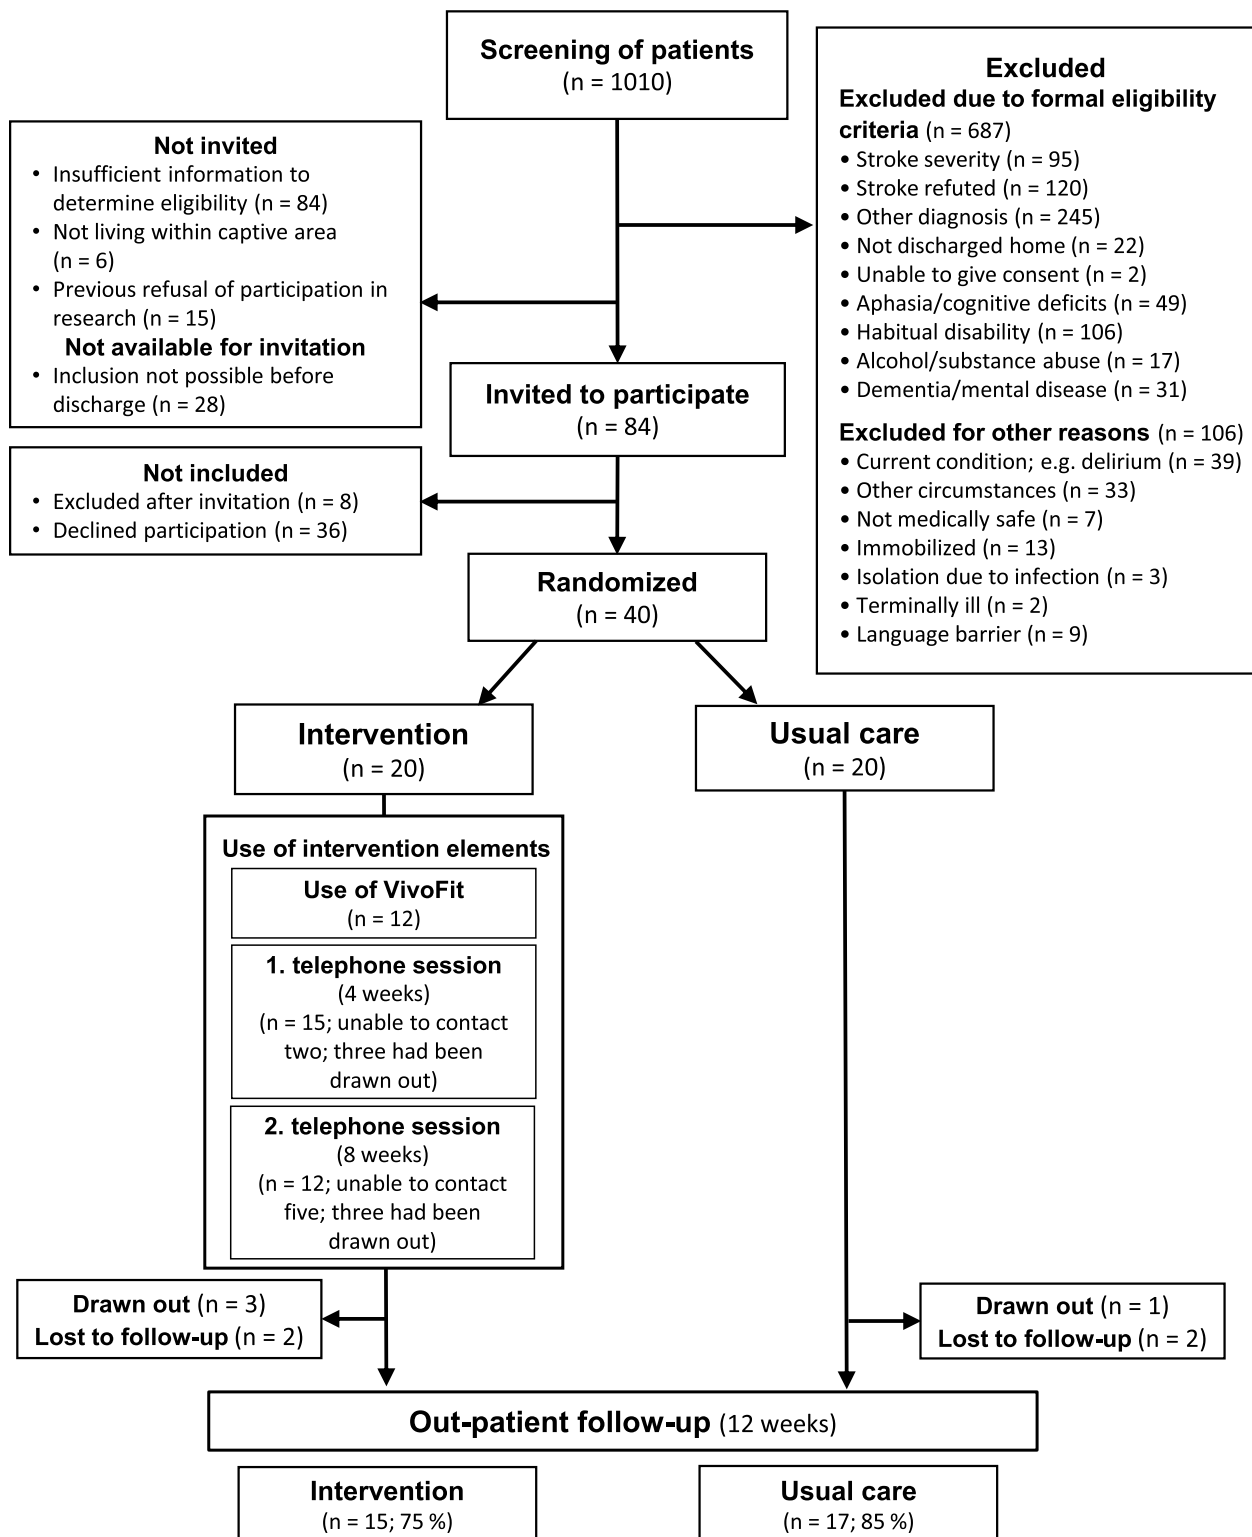 Screening of patients
(n = 1010)
Excluded
Excluded due to formal eligibility
criteria (n = 687)
• Stroke severity (n = 95)
• Stroke refuted (n = 120)
• Other diagnosis (n = 245)
• Not discharged home (n = 22)
• Unable to give consent (n = 2)
• Aphasia/cognitive deficits (n = 49)
• Habitual disability (n = 106)
• Alcohol/substance abuse (n = 17)
• Dementia/mental disease (n = 31)
Excluded for other reasons (n = 106)
• Current condition; e.g. delirium (n = 39)
• Other circumstances (n = 33)
• Not medically safe (n = 7)
• Immobilized (n = 13)
• Isolation due to infection (n = 3)
• Terminally ill (n = 2)
• Language barrier (n = 9)
Not invited
• Insufficient information to
determine eligibility (n = 84)
• Not living within captive area
(n = 6)
• Previous refusal of participation in
research (n = 15)
Not available for invitation
• Inclusion not possible before
discharge (n = 28)
Invited to participate
(n = 84)
Not included
• Excluded after invitation (n = 8)
• Declined participation (n = 36)
Randomized
(n = 40)
Intervention
(n = 20)
Usual care
(n = 20)
Use of intervention elements
Use of VivoFit
(n = 12)
1. telephone session
(4 weeks)
(n = 15; unable to contact
two; three had been
drawn out)
2. telephone session
(8 weeks)
(n = 12; unable to contact
five; three had been
drawn out)
Drawn out (n = 3)
Lost to follow-up (n = 2)
Drawn out (n = 1)
Lost to follow-up (n = 2)
Out-patient follow-up (12 weeks)
Intervention
(n = 15; 75 %)
Usual care
(n = 17; 85 %)